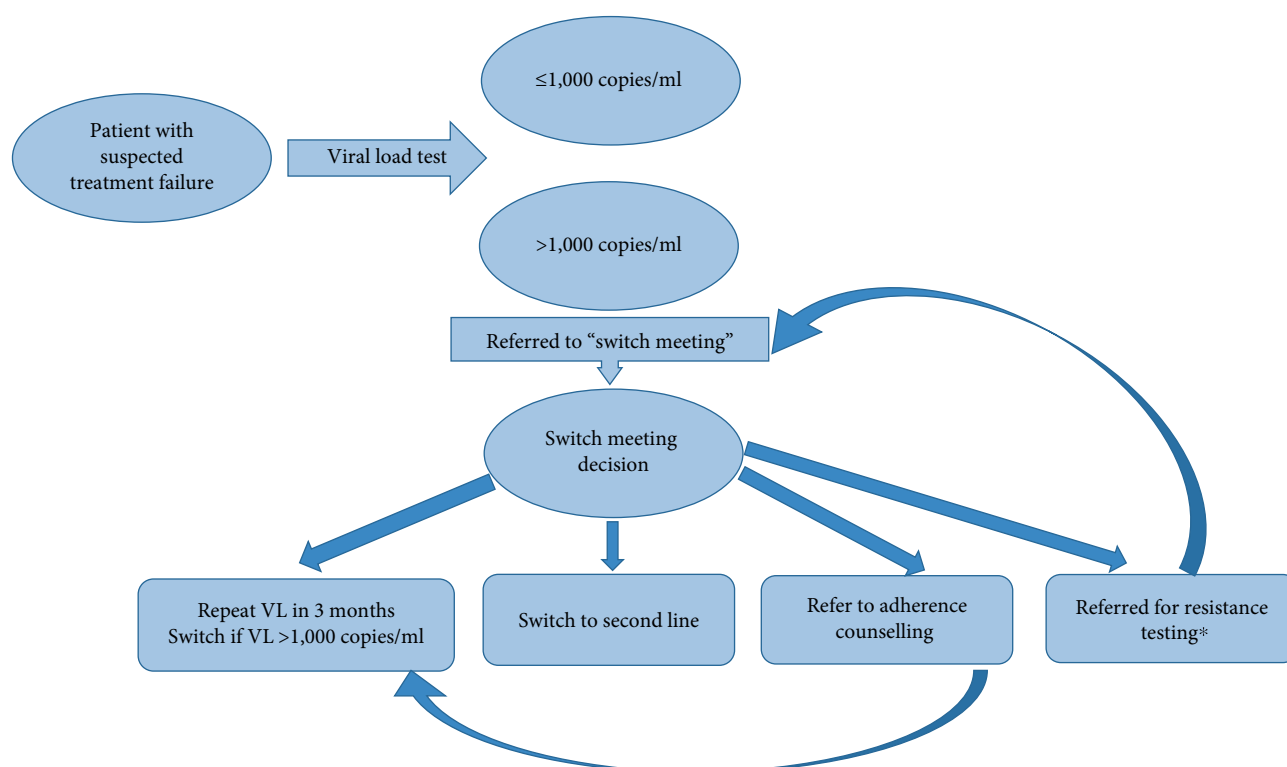 ≤1,000 copies/ml
Patient with
suspected
treatment failure
Viral load test
>1,000 copies/ml
Referred to “switch meeting”
Switch meeting
decision
Repeat VL in 3 months
Switch if VL >1,000 copies/ml
Switch to second line
Refer to adherence
counselling
Referred for resistance
testing*